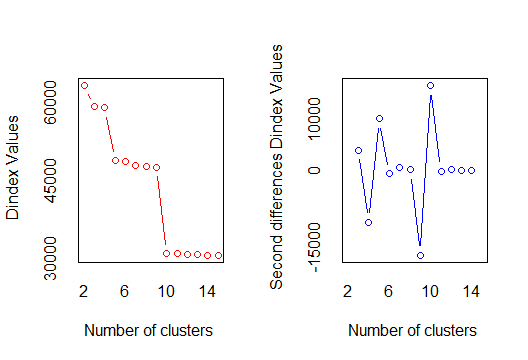 Dindex Values
60000
45000
30000
2 6 10 14
Number of clusters
Second differences Dindex Values
10000
0
-15000
2 6 10 14
Number of clusters